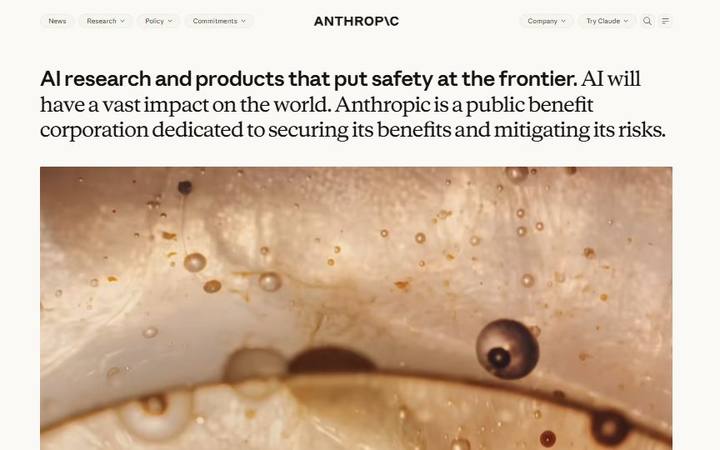 News
Research
Policy
Commitments
ANTHROP\C
Company
Try Claude
AI research and products that put safety at the frontier. AI will
have a vast impact on the world. Anthropic is a public benefit
corporation dedicated to securing its benefits and mitigating its risks.